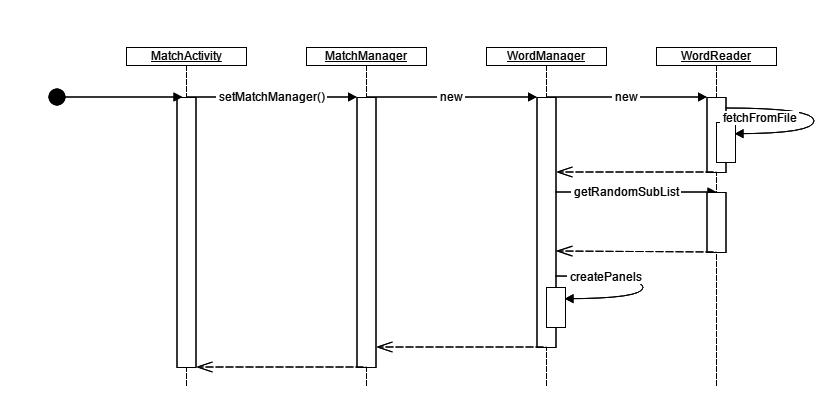 MatchActivity
MatchManager
WordManager
WordReader
setMatchManager()
new
new
fetchFromFile
getRandomSubList
createPanels